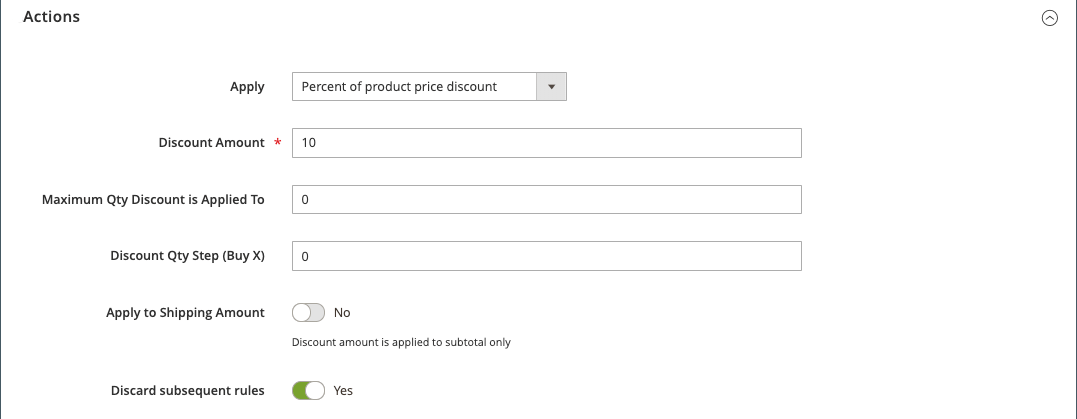 Actions
Apply Percent of product price discount
Discount Amount * 10
Maximum Qty Discount is Applied To 0
Discount Qty Step (Buy X) 0
Apply to Shipping Amount No
Discount amount is applied to subtotal only
Discard subsequent rules Yes